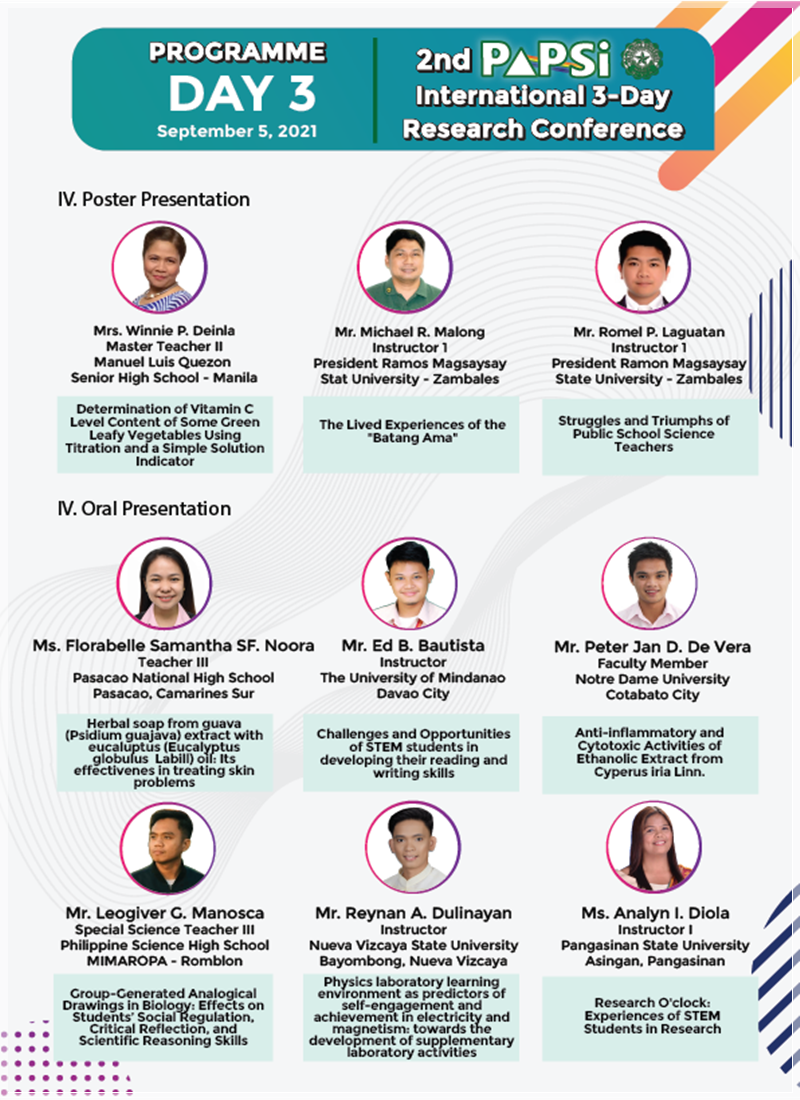 PROGRAMME
DAY 3
September 5, 2021
2nd PAPSi
International 3-Day
Research Conference
IV. Poster Presentation
Mrs. Winnie P. Deinla
Master Teacher II
Manuel Luis Quezon
Senior High School - Manila
Determination of Vitamin C
Level Content of Some Green
Leafy Vegetables Using
Titration and a Simple Solution
Indicator
Mr. Michael R. Malong
Instructor 1
President Ramos Magsaysay
Stat University - Zambales
The Lived Experiences of the
"Batang Ama"
Mr. Romel P. Laguatan
Instructor 1
President Ramon Magsaysay
State University - Zambales
Struggles and Triumphs of
Public School Science
Teachers
IV. Oral Presentation
Ms. Florabelle Samantha SF. Noora
Teacher III
Pasacao National High School
Pasacao, Camarines Sur
Herbal soap from guava
(Psidium guajava) extract with
eucaluptus (Eucalyptus
globulus Labill) oil: Its
effectivenes in treating skin
problems
Mr. Ed B. Bautista
Instructor
The University of Mindanao
Davao City
Challenges and Opportunities
of STEM students in
developing their reading and
writing skills
Mr. Peter Jan D. De Vera
Faculty Member
Notre Dame University
Cotabato City
Anti-inflammatory and
Cytotoxic Activities of
Ethanolic Extract from
Cyperus iria Linn.
Mr. Leogiver G. Manosca
Special Science Teacher III
Philippine Science High School
MIMAROPA - Romblon
Group-Generated Analogical
Drawings in Biology: Effects on
Students' Social Regulation,
Critical Reflection, and
Scientific Reasoning Skills
Mr. Reynan A. Dulinayan
Instructor
Nueva Vizcaya State University
Bayombong, Nueva Vizcaya
Physics laboratory learning
environment as predictors of
self-engagement and
achievement in electricity and
magnetism: towards the
development of supplementary
laboratory activities
Ms. Analyn I. Diola
Instructor I
Pangasinan State University
Asingan, Pangasinan
Research O'clock:
Experiences of STEM
Students in Research